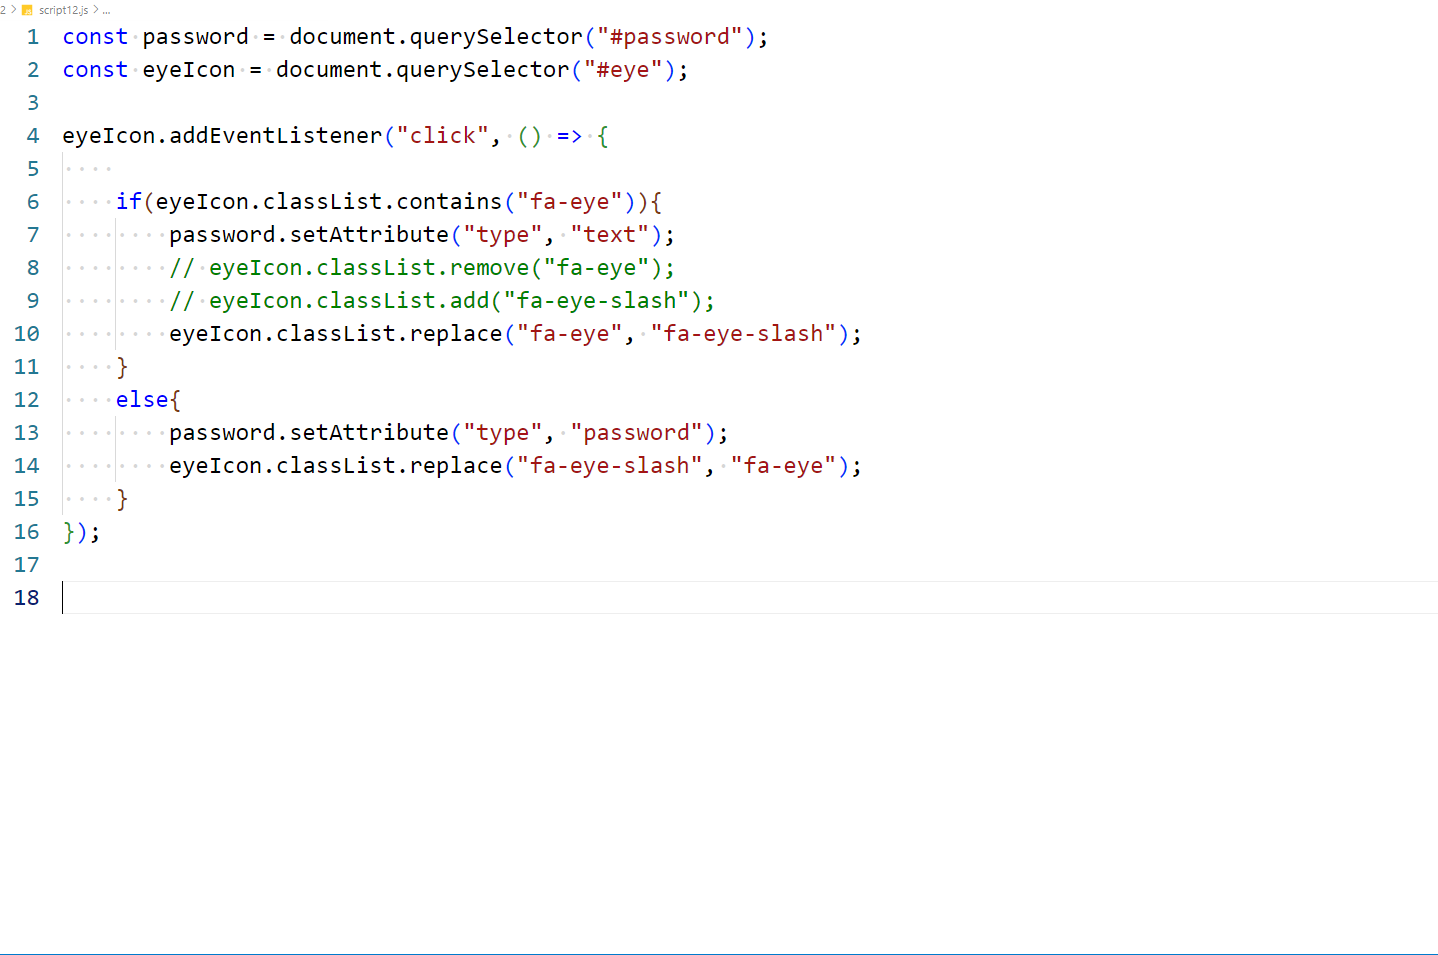 2 > JS script12.js > ...
1 const password = document.querySelector("#password");
2 const eyeIcon = document.querySelector("#eye");
3
4 eyeIcon.addEventListener("click", () => {
5
6     if(eyeIcon.classList.contains("fa-eye")){
7         password.setAttribute("type", "text");
8         // eyeIcon.classList.remove("fa-eye");
9         // eyeIcon.classList.add("fa-eye-slash");
10         eyeIcon.classList.replace("fa-eye", "fa-eye-slash");
11     }
12     else{
13         password.setAttribute("type", "password");
14         eyeIcon.classList.replace("fa-eye-slash", "fa-eye");
15     }
16 });
17
18